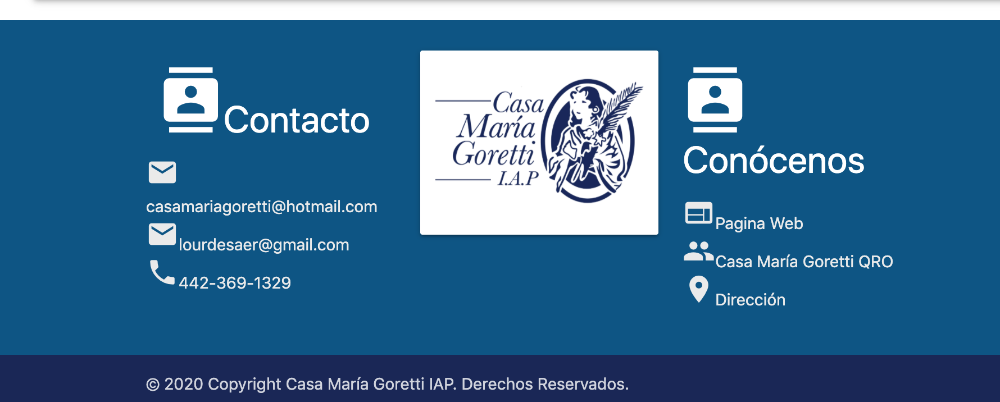 Contacto
casamariagoretti@hotmail.com
lourdesaer@gmail.com
442-369-1329
Casa
María
Goretti
I.A.P
Conócenos
Pagina Web
Casa María Goretti QRO
Dirección
© 2020 Copyright Casa María Goretti IAP. Derechos Reservados.